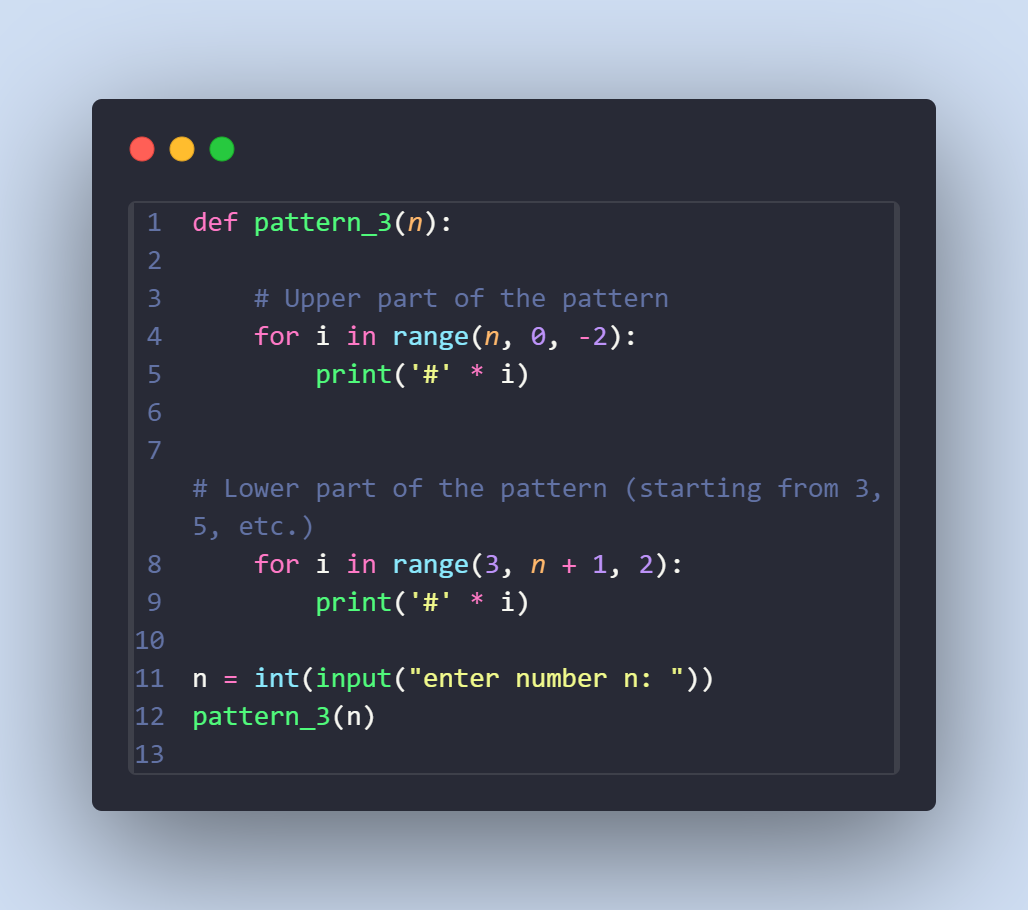 1 def pattern_3(n):
2
3     # Upper part of the pattern
4     for i in range(n, 0, -2):
5         print('#' * i)
6
7
# Lower part of the pattern (starting from 3,
5, etc.)
8     for i in range(3, n + 1, 2):
9         print('#' * i)
10
11 n = int(input("enter number n: "))
12 pattern_3(n)
13